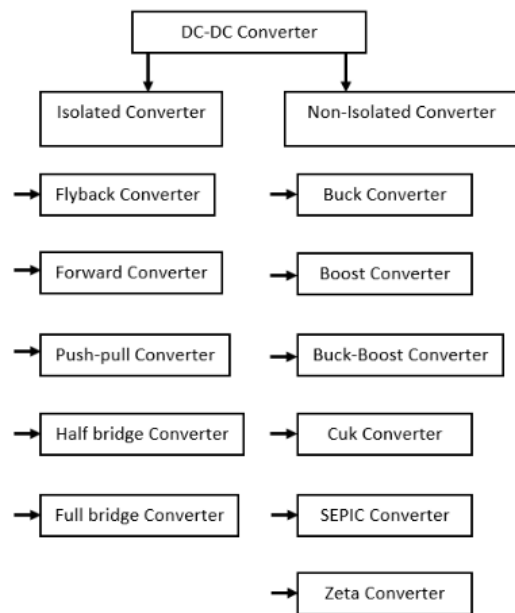 DC-DC Converter
Isolated Converter
Non-Isolated Converter
Flyback Converter
Buck Converter
Forward Converter
Boost Converter
Push-pull Converter
Buck-Boost Converter
Half bridge Converter
Cuk Converter
Full bridge Converter
SEPIC Converter
Zeta Converter